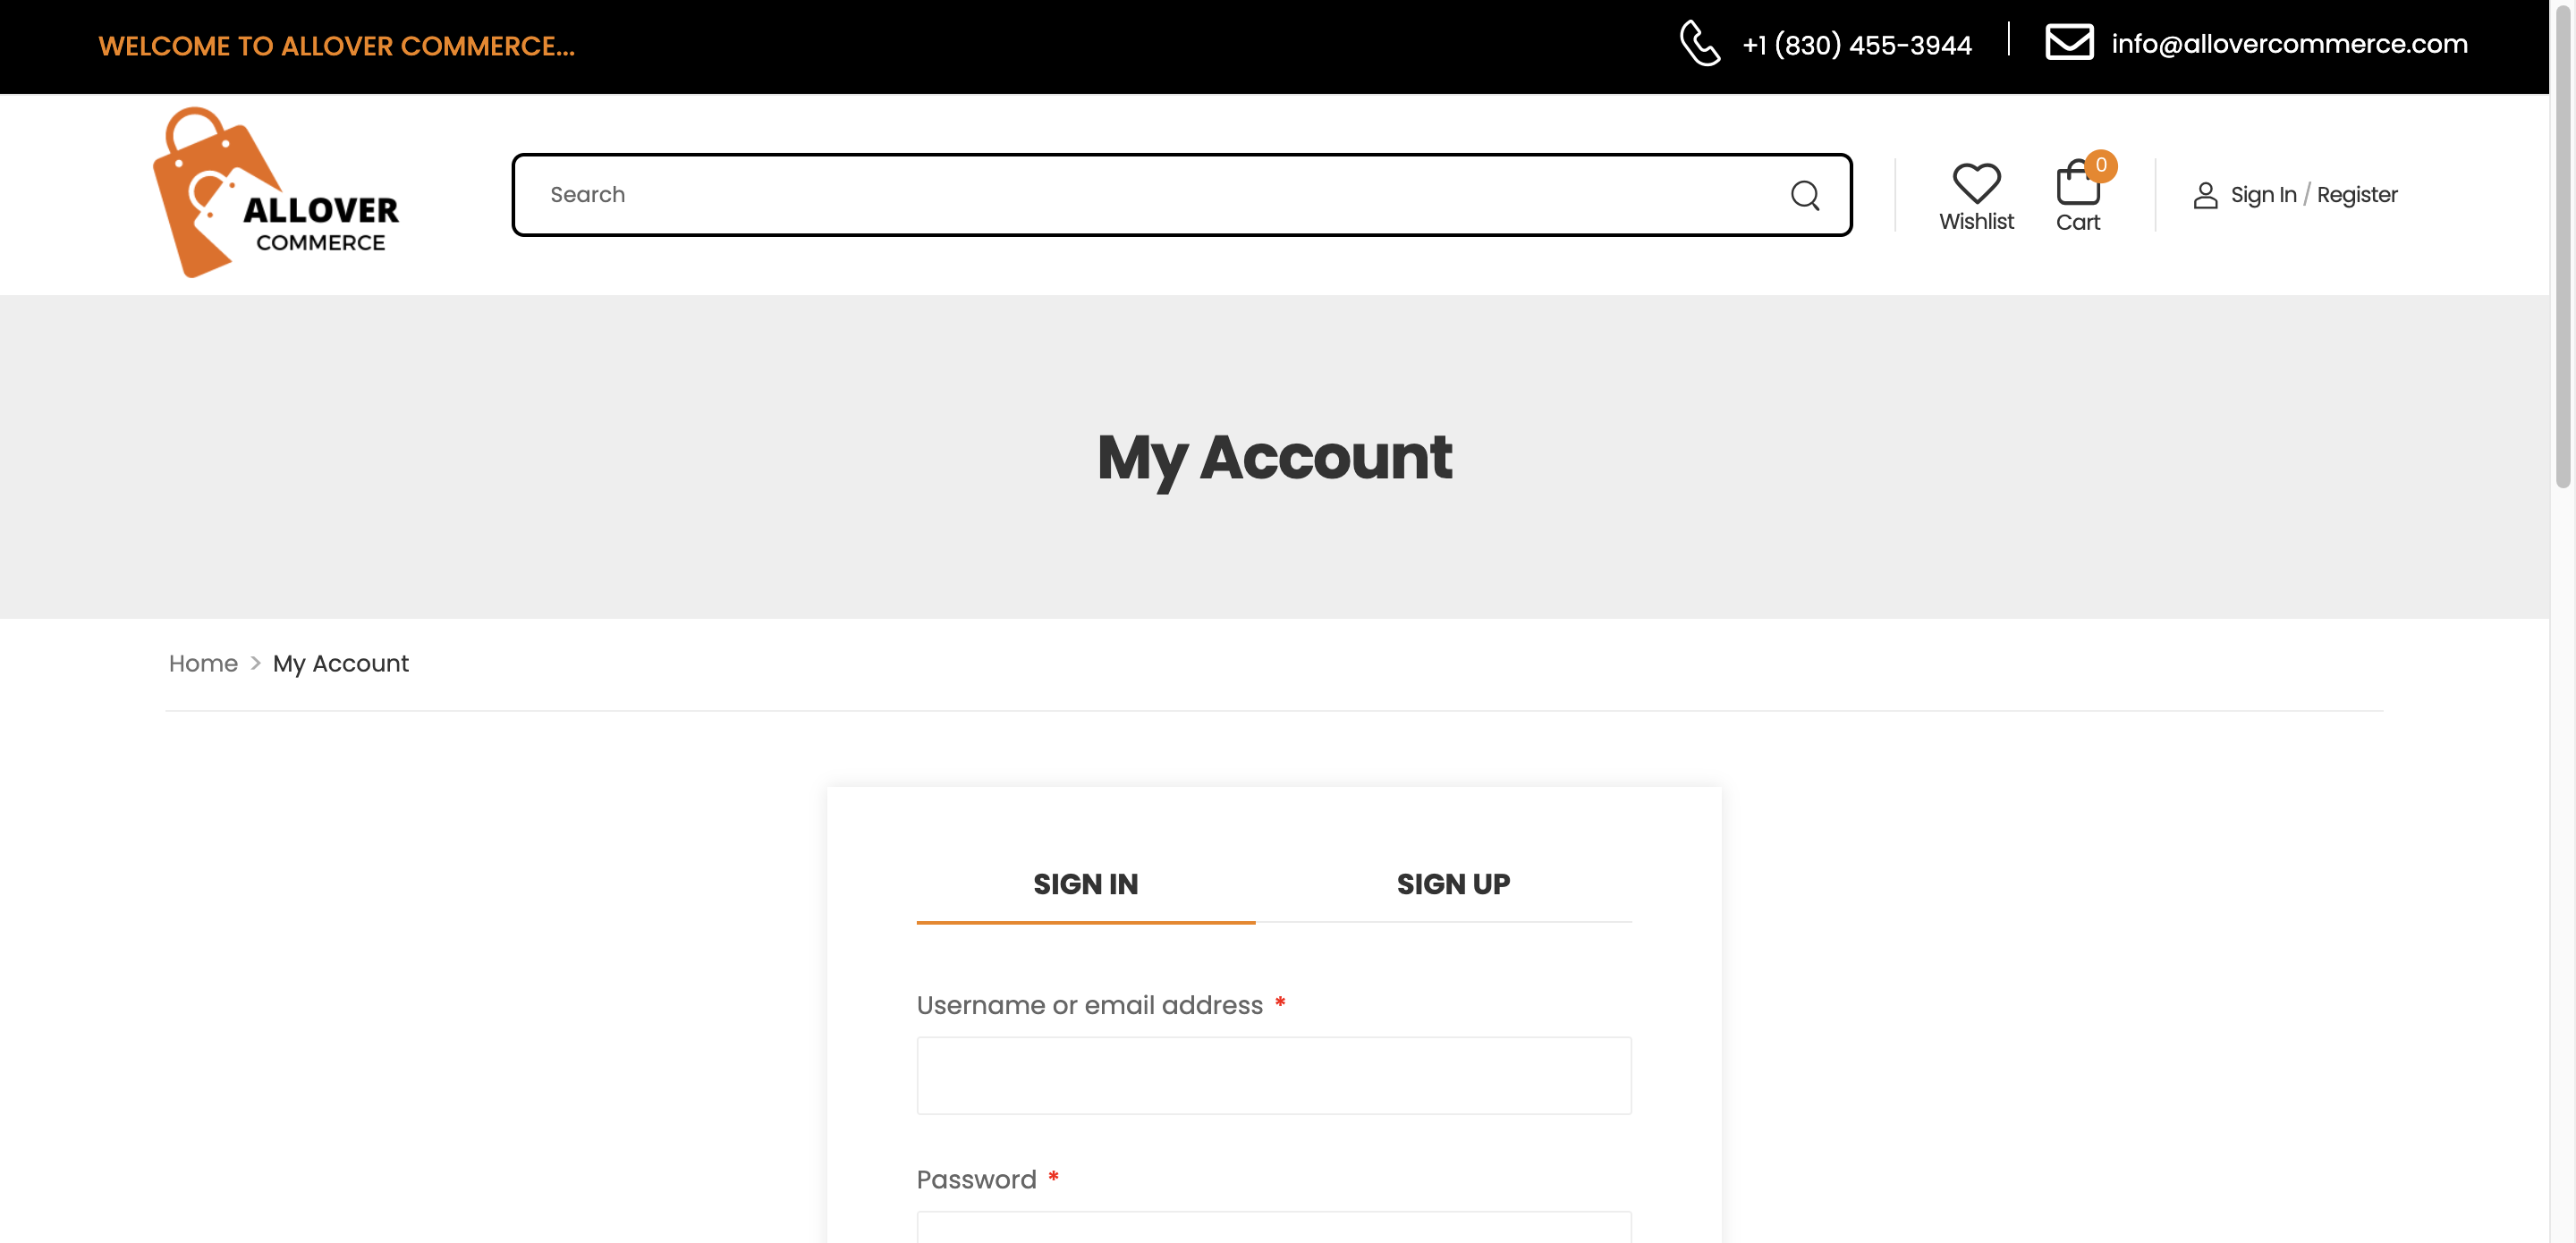 WELCOME TO ALLOVER COMMERCE...
+1 (830) 455-3944
info@allovercommerce.com
ALLOVER
COMMERCE
Search
Wishlist
0
Cart
Sign In / Register
My Account
Home > My Account
SIGN IN
SIGN UP
Username or email address *
Password *